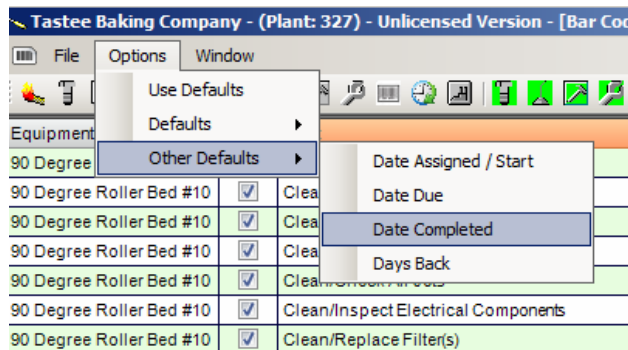 Tastee Baking Company - (Plant: 327) - Unlicensed Version - [Bar Cod
File Options Window
Use Defaults
Defaults
Other Defaults
Date Assigned / Start
Date Due
Date Completed
Days Back
Equipment
90 Degree
90 Degree Roller Bed #10 Clea
90 Degree Roller Bed #10 Clea
90 Degree Roller Bed #10 Clea
90 Degree Roller Bed #10
90 Degree Roller Bed #10 Clean/Inspect Electrical Components
90 Degree Roller Bed #10 Clean/Replace Filter(s)